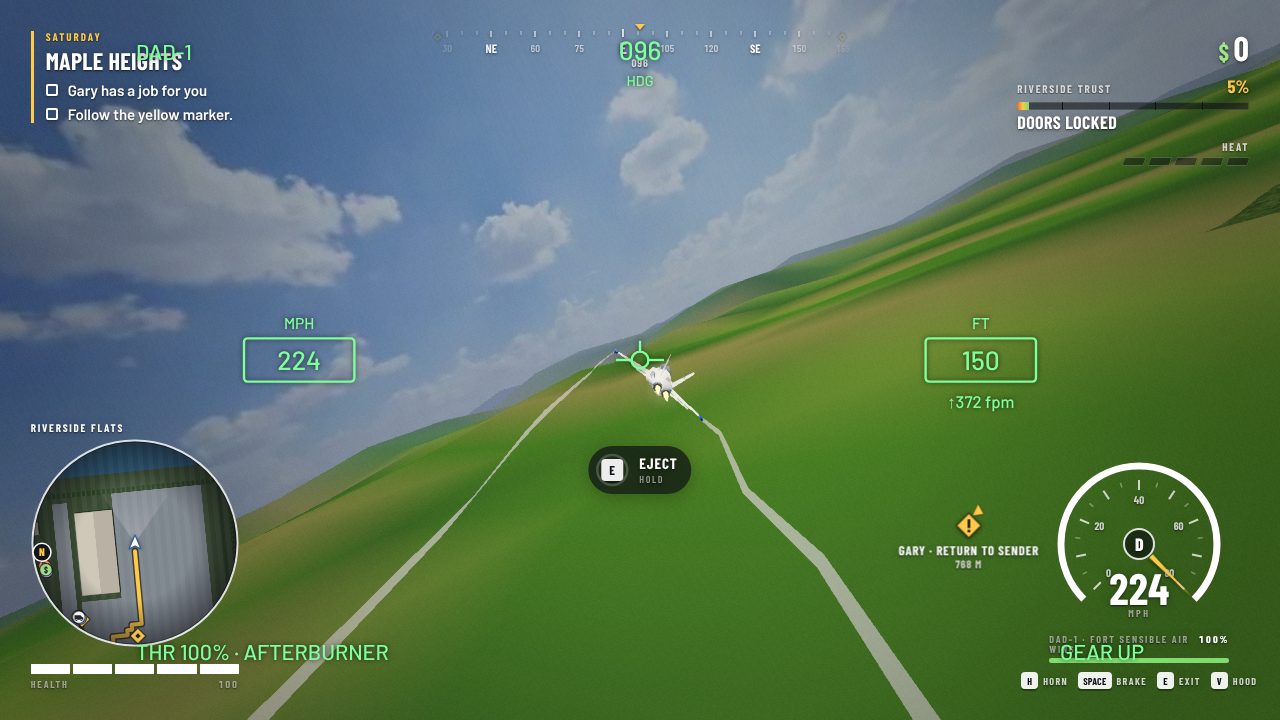 SATURDAY
DAD-1
MAPLE HEIGHTS
Gary has a job for you
Follow the yellow marker.
30 NE 60 75 E 105 120 SE 150 165
096
096
HDG
$0
RIVERSIDE TRUST 5%
DOORS LOCKED
HEAT
MPH
224
FT
150
↑372 fpm
E EJECT
HOLD
RIVERSIDE FLATS
N
$
GARY · RETURN TO SENDER
768 M
0 20 40 60 80
D
224
MPH
THR 100% · AFTERBURNER
HEALTH 100
DAD-1 · FORT SENSIBLE AIR 100%
GEAR UP
H HORN SPACE BRAKE E EXIT V HOOD